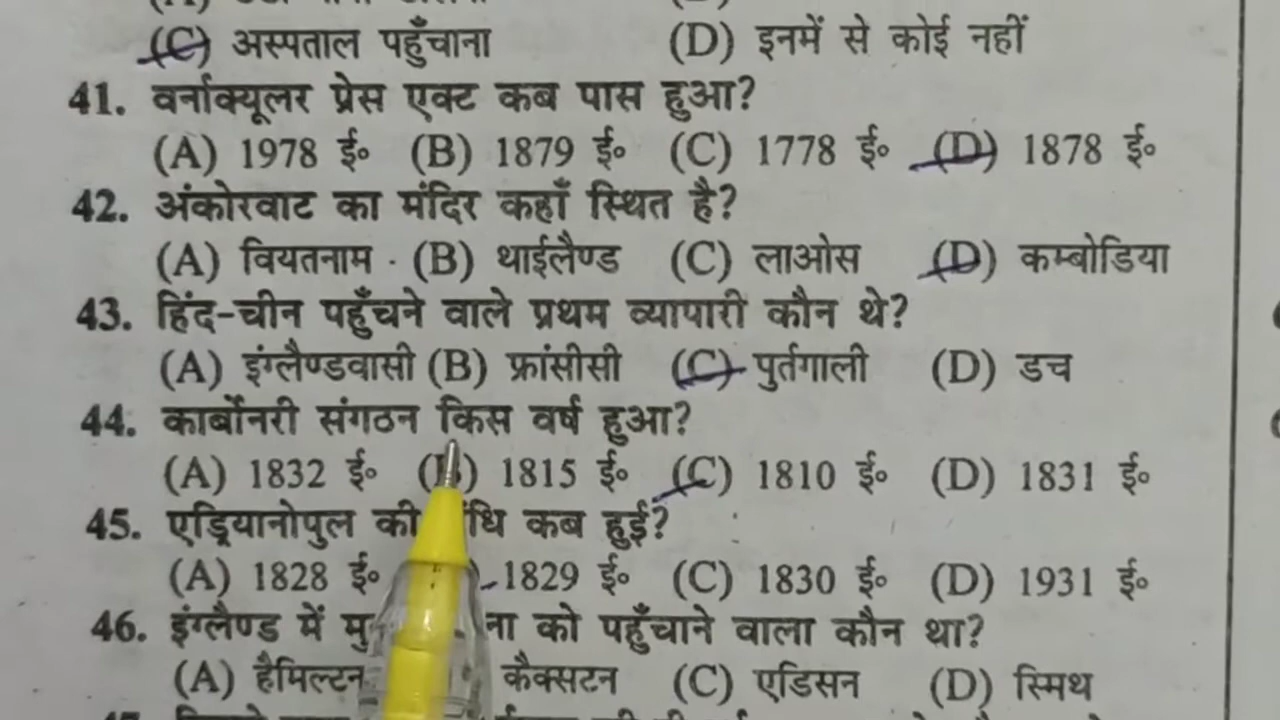 (C) अस्पताल पहुँचाना (D) इनमें से कोई नहीं
41. वर्नाक्यूलर प्रेस एक्ट कब पास हुआ?
(A) 1978 ई० (B) 1879 ई० (C) 1778 ई० (D) 1878 ई०
42. अंकोरवाट का मंदिर कहाँ स्थित है?
(A) वियतनाम (B) थाईलैण्ड (C) लाओस (D) कम्बोडिया
43. हिंद-चीन पहुँचने वाले प्रथम व्यापारी कौन थे?
(A) इंग्लैण्डवासी (B) फ्रांसीसी (C) पुर्तगाली (D) डच
44. कार्बोनरी संगठन किस वर्ष हुआ?
(A) 1832 ई० (B) 1815 ई० (C) 1810 ई० (D) 1831 ई०
45. एड्रियानोपुल की कब हुई?
(A) 1828 ई० 1829 ई० (C) 1830 ई० (D) 1931 ई०
46. इंग्लैण्ड में को पहुँचाने वाला कौन था?
(A) हैमिल्टन कैक्सटन (C) एडिसन (D) स्मिथ